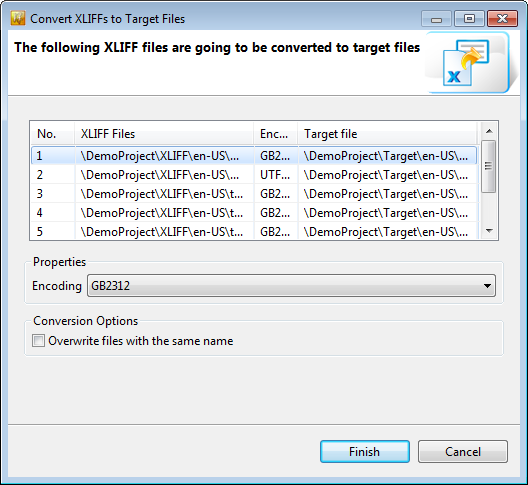 Convert XLIFFs to Target Files
The following XLIFF files are going to be converted to target files
No. XLIFF Files Enc... Target file
1 \DemoProject\XLIFF\en-US\... GB2... \DemoProject\Target\en-US\...
2 \DemoProject\XLIFF\en-US\... UTF... \DemoProject\Target\en-US\...
3 \DemoProject\XLIFF\en-US\t... GB2... \DemoProject\Target\en-US\...
4 \DemoProject\XLIFF\en-US\t... GB2... \DemoProject\Target\en-US\...
5 \DemoProject\XLIFF\en-US\t... GB2... \DemoProject\Target\en-US\...
Properties
Encoding GB2312
Conversion Options
Overwrite files with the same name
Finish Cancel